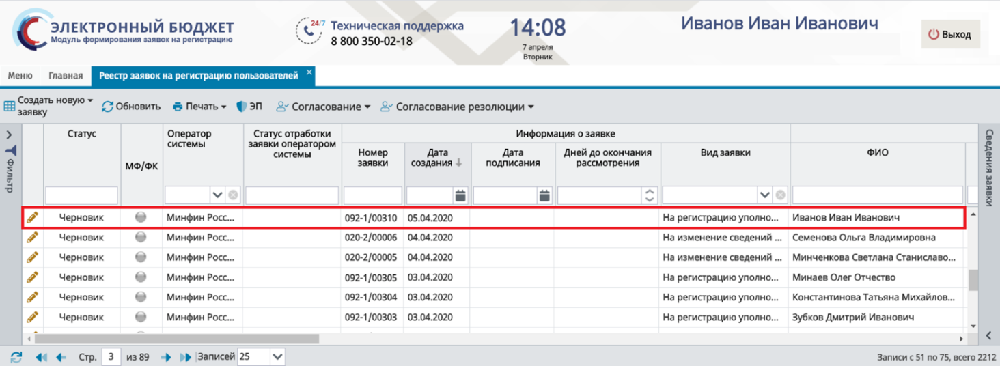 ЭЛЕКТРОННЫЙ БЮДЖЕТ
Модуль формирования заявок на регистрацию
24/7
Техническая поддержка
8 800 350-02-18
14:08
7 апреля
Вторник
Иванов Иван Иванович
Выход
Меню Главная Реестр заявок на регистрацию пользователей ×
Создать новую
заявку
Обновить Печать ЭП Согласование Согласование резолюции
Фильтр
Статус
МФ/ФК
Оператор
системы
Статус отработки
заявки оператором
системы
Информация о заявке
Номер
заявки
Дата
создания
Дата
подписания
Дней до окончания
рассмотрения
Вид заявки
ФИО
Сведения заявки
Черновик Минфин Росс... 092-1/00310 05.04.2020 На регистрацию уполно... Иванов Иван Иванович
Черновик Минфин Росс... 020-2/00006 04.04.2020 На изменение сведений ... Семенова Ольга Владимировна
Черновик Минфин Росс... 020-2/00005 04.04.2020 На изменение сведений ... Минченкова Светлана Станиславо...
Черновик Минфин Росс... 092-1/00305 03.04.2020 На регистрацию уполно... Минаев Олег Отчество
Черновик Минфин Росс... 092-1/00304 03.04.2020 На регистрацию уполно... Константинова Татьяна Михайлов...
Черновик Минфин Росс... 092-1/00303 03.04.2020 На регистрацию уполно... Зубков Дмитрий Иванович
Стр. 3 из 89 Записей 25 Записи с 51 по 75, всего 2212